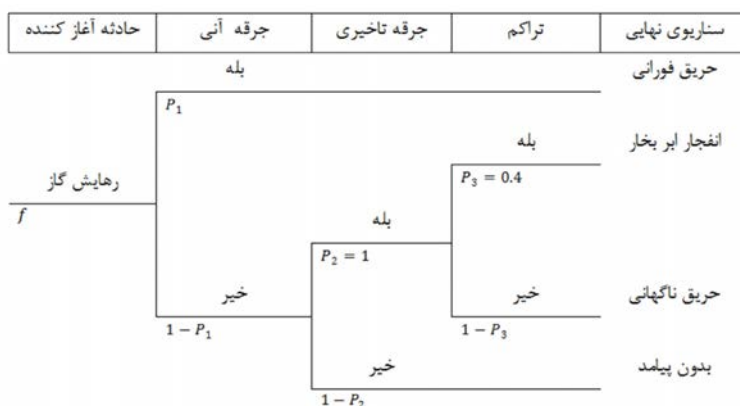 حادثه آغاز کننده جرقه آنی جرقه تاخیری تراکم سناریوی نهایی
بله حریق فورانی
P₁
بله انفجار ابر بخار
P₃ = 0.4
رهایش گاز
f
بله
P₂ = 1
خیر خیر حریق ناگهانی
1 − P₁ 1 − P₃
خیر بدون پیامد
1 − P₂